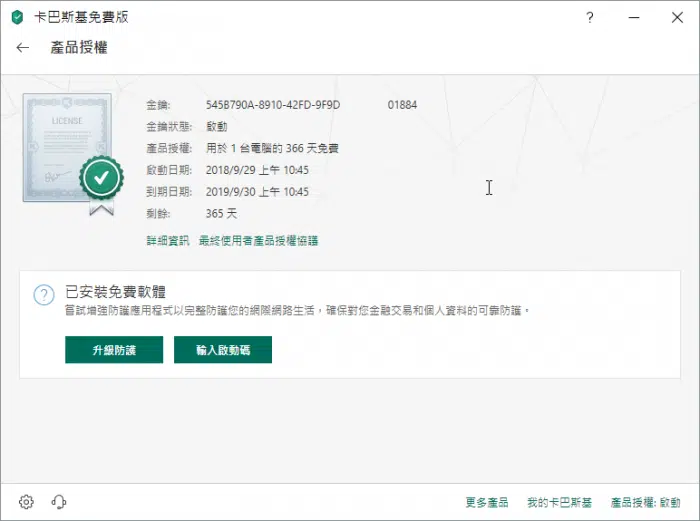 卡巴斯基免費版
?
產品授權
LICENSE
金鑰: 545B790A-8910-42FD-9F9D 01884
金鑰狀態: 啟動
產品授權: 用於 1 台電腦的 366 天免費
啟動日期: 2018/9/29 上午 10:45
到期日期: 2019/9/30 上午 10:45
剩餘: 365 天
詳細資訊 最終使用者產品授權協議
已安裝免費軟體
嘗試增強防護應用程式以完整防護您的網際網路生活，確保對您金融交易和個人資料的可靠防護。
升級防護 輸入啟動碼
更多產品 我的卡巴斯基 產品授權: 啟動